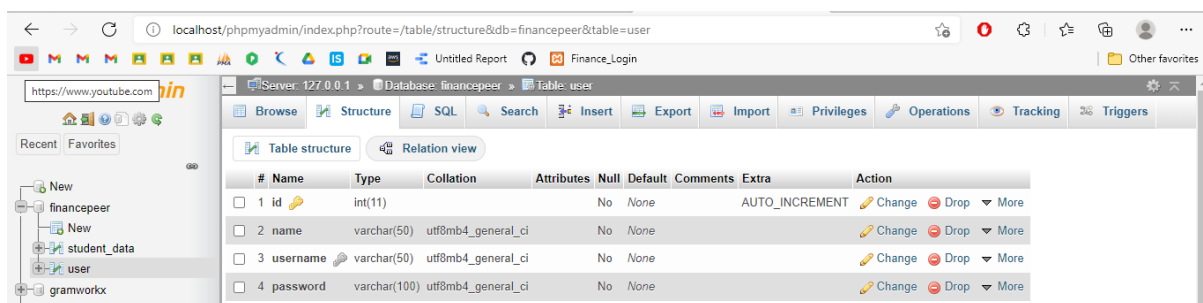 localhost/phpmyadmin/index.php?route=/table/structure&db=financepeer&table=user
aws Untitled Report Finance_Login Other favorites
https://www.youtube.com
Server: 127.0.0.1 » Database: financepeer » Table: user
Browse Structure SQL Search Insert Export Import Privileges Operations Tracking Triggers
Recent Favorites
Table structure Relation view
New
financepeer
New
student_data
user
gramworkx
# Name Type Collation Attributes Null Default Comments Extra Action
1 id int(11) No None AUTO_INCREMENT Change Drop More
2 name varchar(50) utf8mb4_general_ci No None Change Drop More
3 username varchar(50) utf8mb4_general_ci No None Change Drop More
4 password varchar(100) utf8mb4_general_ci No None Change Drop More